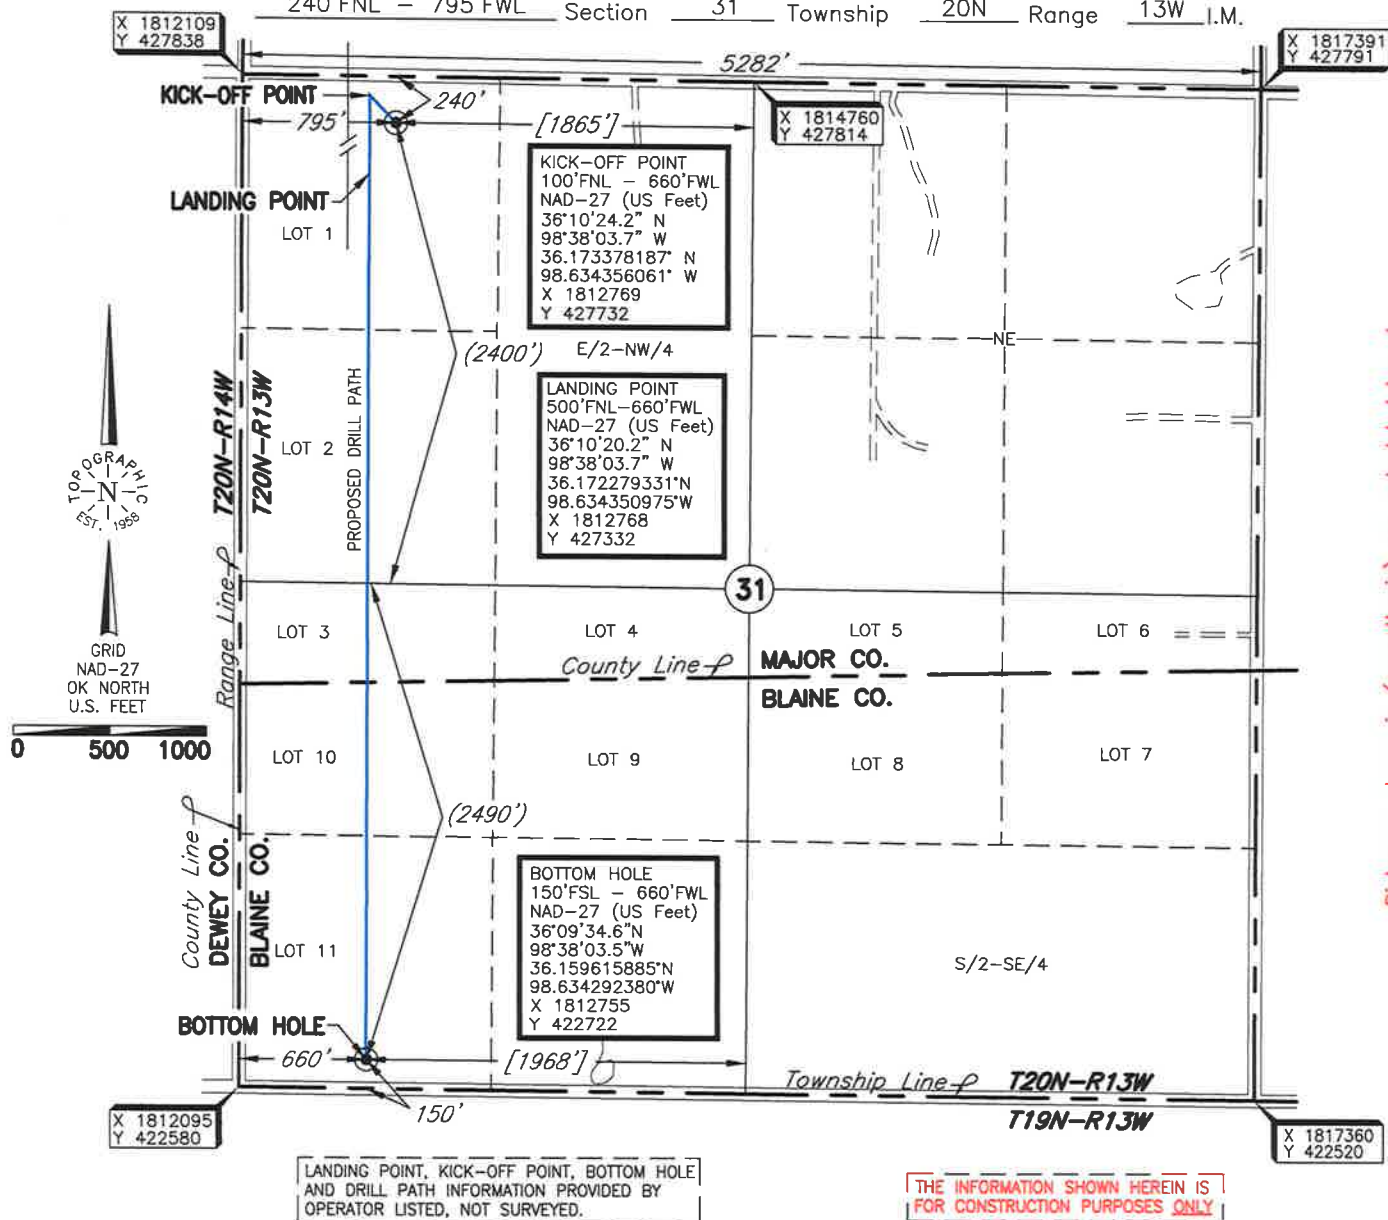 240'FNL – 795'FWL Section 31 Township 20N Range 13W I.M.
X 1812109
Y 427838
X 1817391
Y 427791
5282'
KICK-OFF POINT
240'
795'
[1865']
X 1814760
Y 427814
KICK-OFF POINT
100'FNL – 660'FWL
NAD-27 (US Feet)
36°10'24.2" N
98°38'03.7" W
36.173378187° N
98.634356061° W
X 1812769
Y 427732
LANDING POINT
LOT 1
(2400')
E/2-NW/4
NE
LANDING POINT
500'FNL-660'FWL
NAD-27 (US Feet)
36°10'20.2" N
98°38'03.7" W
36.172279331°N
98.634350975°W
X 1812768
Y 427332
T20N-R14W
T20N-R13W
LOT 2
PROPOSED DRILL PATH
TOPOGRAPHIC
N
EST. 1958
GRID
NAD-27
OK NORTH
U.S. FEET
0 500 1000
Range Line
31
LOT 3
LOT 4
LOT 5
LOT 6
County Line
MAJOR CO.
BLAINE CO.
LOT 10
LOT 9
LOT 8
LOT 7
(2490')
County Line
DEWEY CO.
BLAINE CO.
LOT 11
BOTTOM HOLE
150'FSL – 660'FWL
NAD-27 (US Feet)
36°09'34.6"N
98°38'03.5"W
36.159615885°N
98.634292380°W
X 1812755
Y 422722
S/2-SE/4
BOTTOM HOLE
660'
[1968']
150'
Township Line
T20N-R13W
T19N-R13W
X 1812095
Y 422580
X 1817360
Y 422520
LANDING POINT, KICK-OFF POINT, BOTTOM HOLE
AND DRILL PATH INFORMATION PROVIDED BY
OPERATOR LISTED, NOT SURVEYED.
THE INFORMATION SHOWN HEREIN IS
FOR CONSTRUCTION PURPOSES ONLY